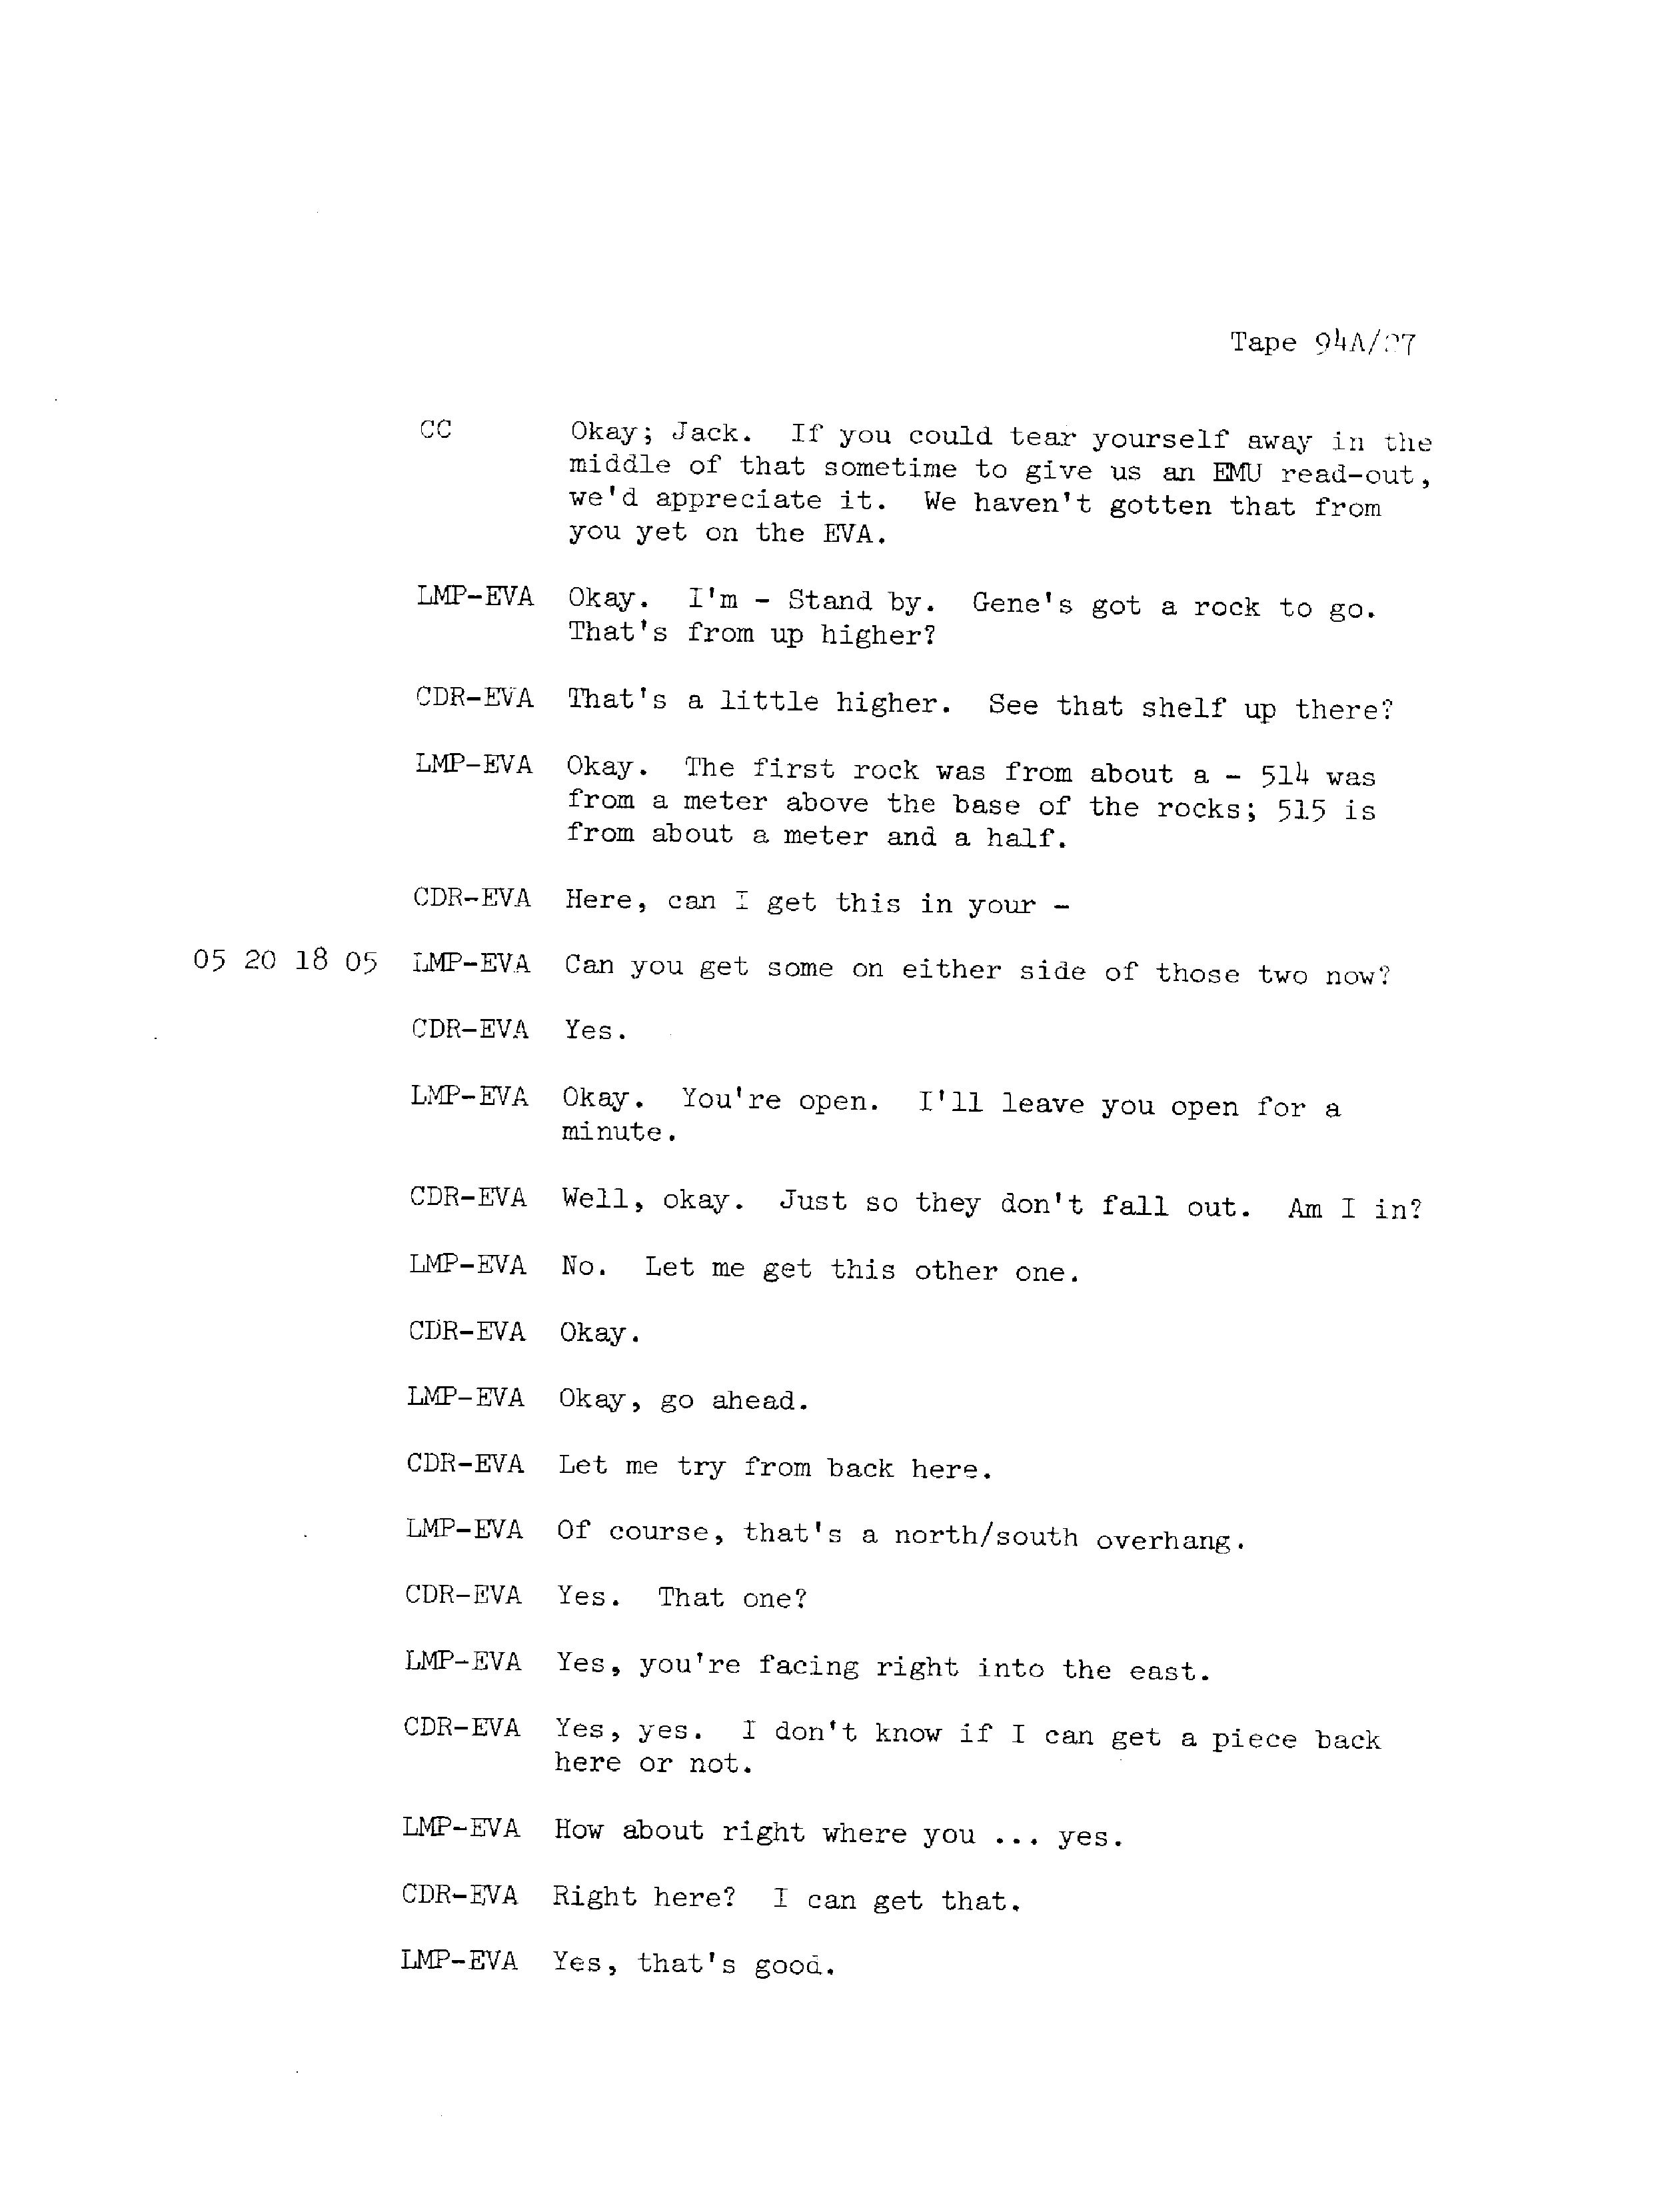 Tape 94A/27
CC Okay; Jack. If you could tear yourself away in the
middle of that sometime to give us an EMU read-out,
we'd appreciate it. We haven't gotten that from
you yet on the EVA.
LMP-EVA Okay. I'm - Stand by. Gene's got a rock to go.
That's from up higher?
CDR-EVA That's a little higher. See that shelf up there?
LMP-EVA Okay. The first rock was from about a - 514 was
from a meter above the base of the rocks; 515 is
from about a meter and a half.
CDR-EVA Here, can I get this in your -
05 20 18 05 LMP-EVA Can you get some on either side of those two now?
CDR-EVA Yes.
LMP-EVA Okay. You're open. I'll leave you open for a
minute.
CDR-EVA Well, okay. Just so they don't fall out. Am I in?
LMP-EVA No. Let me get this other one.
CDR-EVA Okay.
LMP-EVA Okay, go ahead.
CDR-EVA Let me try from back here.
LMP-EVA Of course, that's a north/south overhang.
CDR-EVA Yes. That one?
LMP-EVA Yes, you're facing right into the east.
CDR-EVA Yes, yes. I don't know if I can get a piece back
here or not.
LMP-EVA How about right where you ... yes.
CDR-EVA Right here? I can get that.
LMP-EVA Yes, that's good.